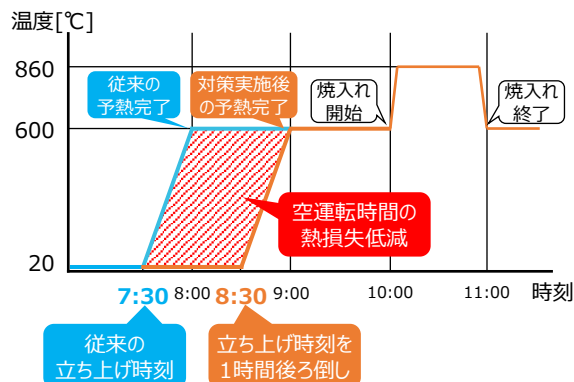 温度[℃]
860
600
20
従来の
予熱完了
対策実施後
の予熱完了
焼入れ
開始
焼入れ
終了
空運転時間の
熱損失低減
7:30 8:00 8:30 9:00 10:00 11:00 時刻
従来の
立ち上げ時刻
立ち上げ時刻を
1時間後ろ倒し